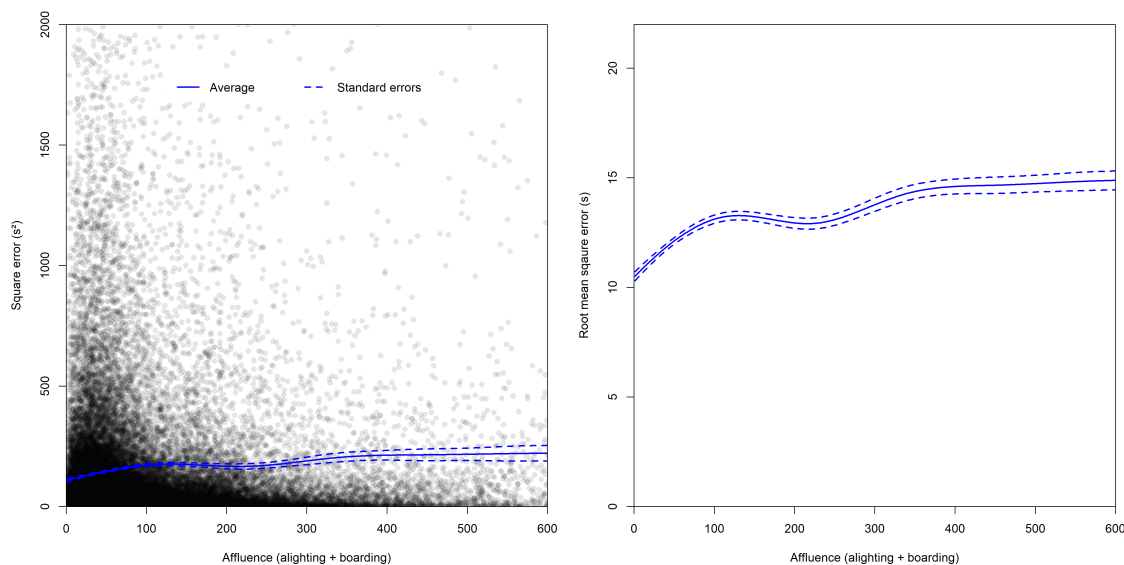 Square error (s²)
2000
1500
1000
500
0
Average
Standard errors
0 100 200 300 400 500 600
Affluence (alighting + boarding)
Root mean sqaure error (s)
20
15
10
5
0
0 100 200 300 400 500 600
Affluence (alighting + boarding)